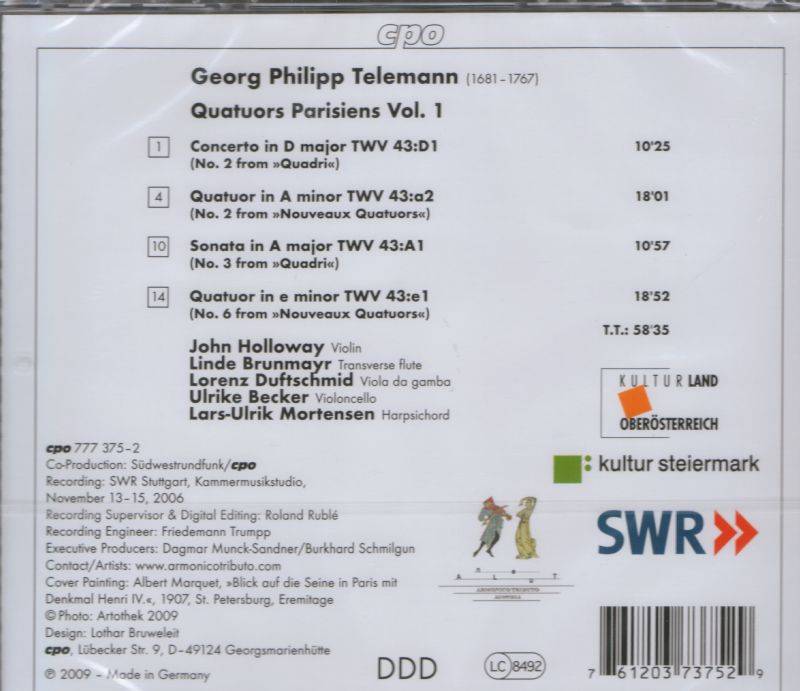 cpo
Georg Philipp Telemann (1681–1767)
Quatuors Parisiens Vol. 1
1 Concerto in D major TWV 43:D1 10'25
(No. 2 from »Quadri«)
4 Quatuor in A minor TWV 43:a2 18'01
(No. 2 from »Nouveaux Quatuors«)
10 Sonata in A major TWV 43:A1 10'57
(No. 3 from »Quadri«)
14 Quatuor in e minor TWV 43:e1 18'52
(No. 6 from »Nouveaux Quatuors«)
T.T.: 58'35
John Holloway Violin
Linde Brunmayr Transverse flute
Lorenz Duftschmid Viola da gamba
Ulrike Becker Violoncello
Lars-Ulrik Mortensen Harpsichord
KULTUR LAND
OBERÖSTERREICH
cpo 777 375–2
Co-Production: Südwestrundfunk/cpo
Recording: SWR Stuttgart, Kammermusikstudio,
November 13–15, 2006
Recording Supervisor & Digital Editing: Roland Rublé
Recording Engineer: Friedemann Trumpp
Executive Producers: Dagmar Munck-Sandner/Burkhard Schmilgun
Contact/Artists: www.armonicotributo.com
Cover Painting: Albert Marquet, »Blick auf die Seine in Paris mit
Denkmal Henri IV.«, 1907, St. Petersburg, Eremitage
© Photo: Artothek 2009
Design: Lothar Bruweleit
cpo, Lübecker Str. 9, D–49124 Georgsmarienhütte
℗ 2009 – Made in Germany
kultur steiermark
SWR
ARMONICO TRIBUTO
AUSTRIA
DDD
LC 8492
7 61203 73752 9